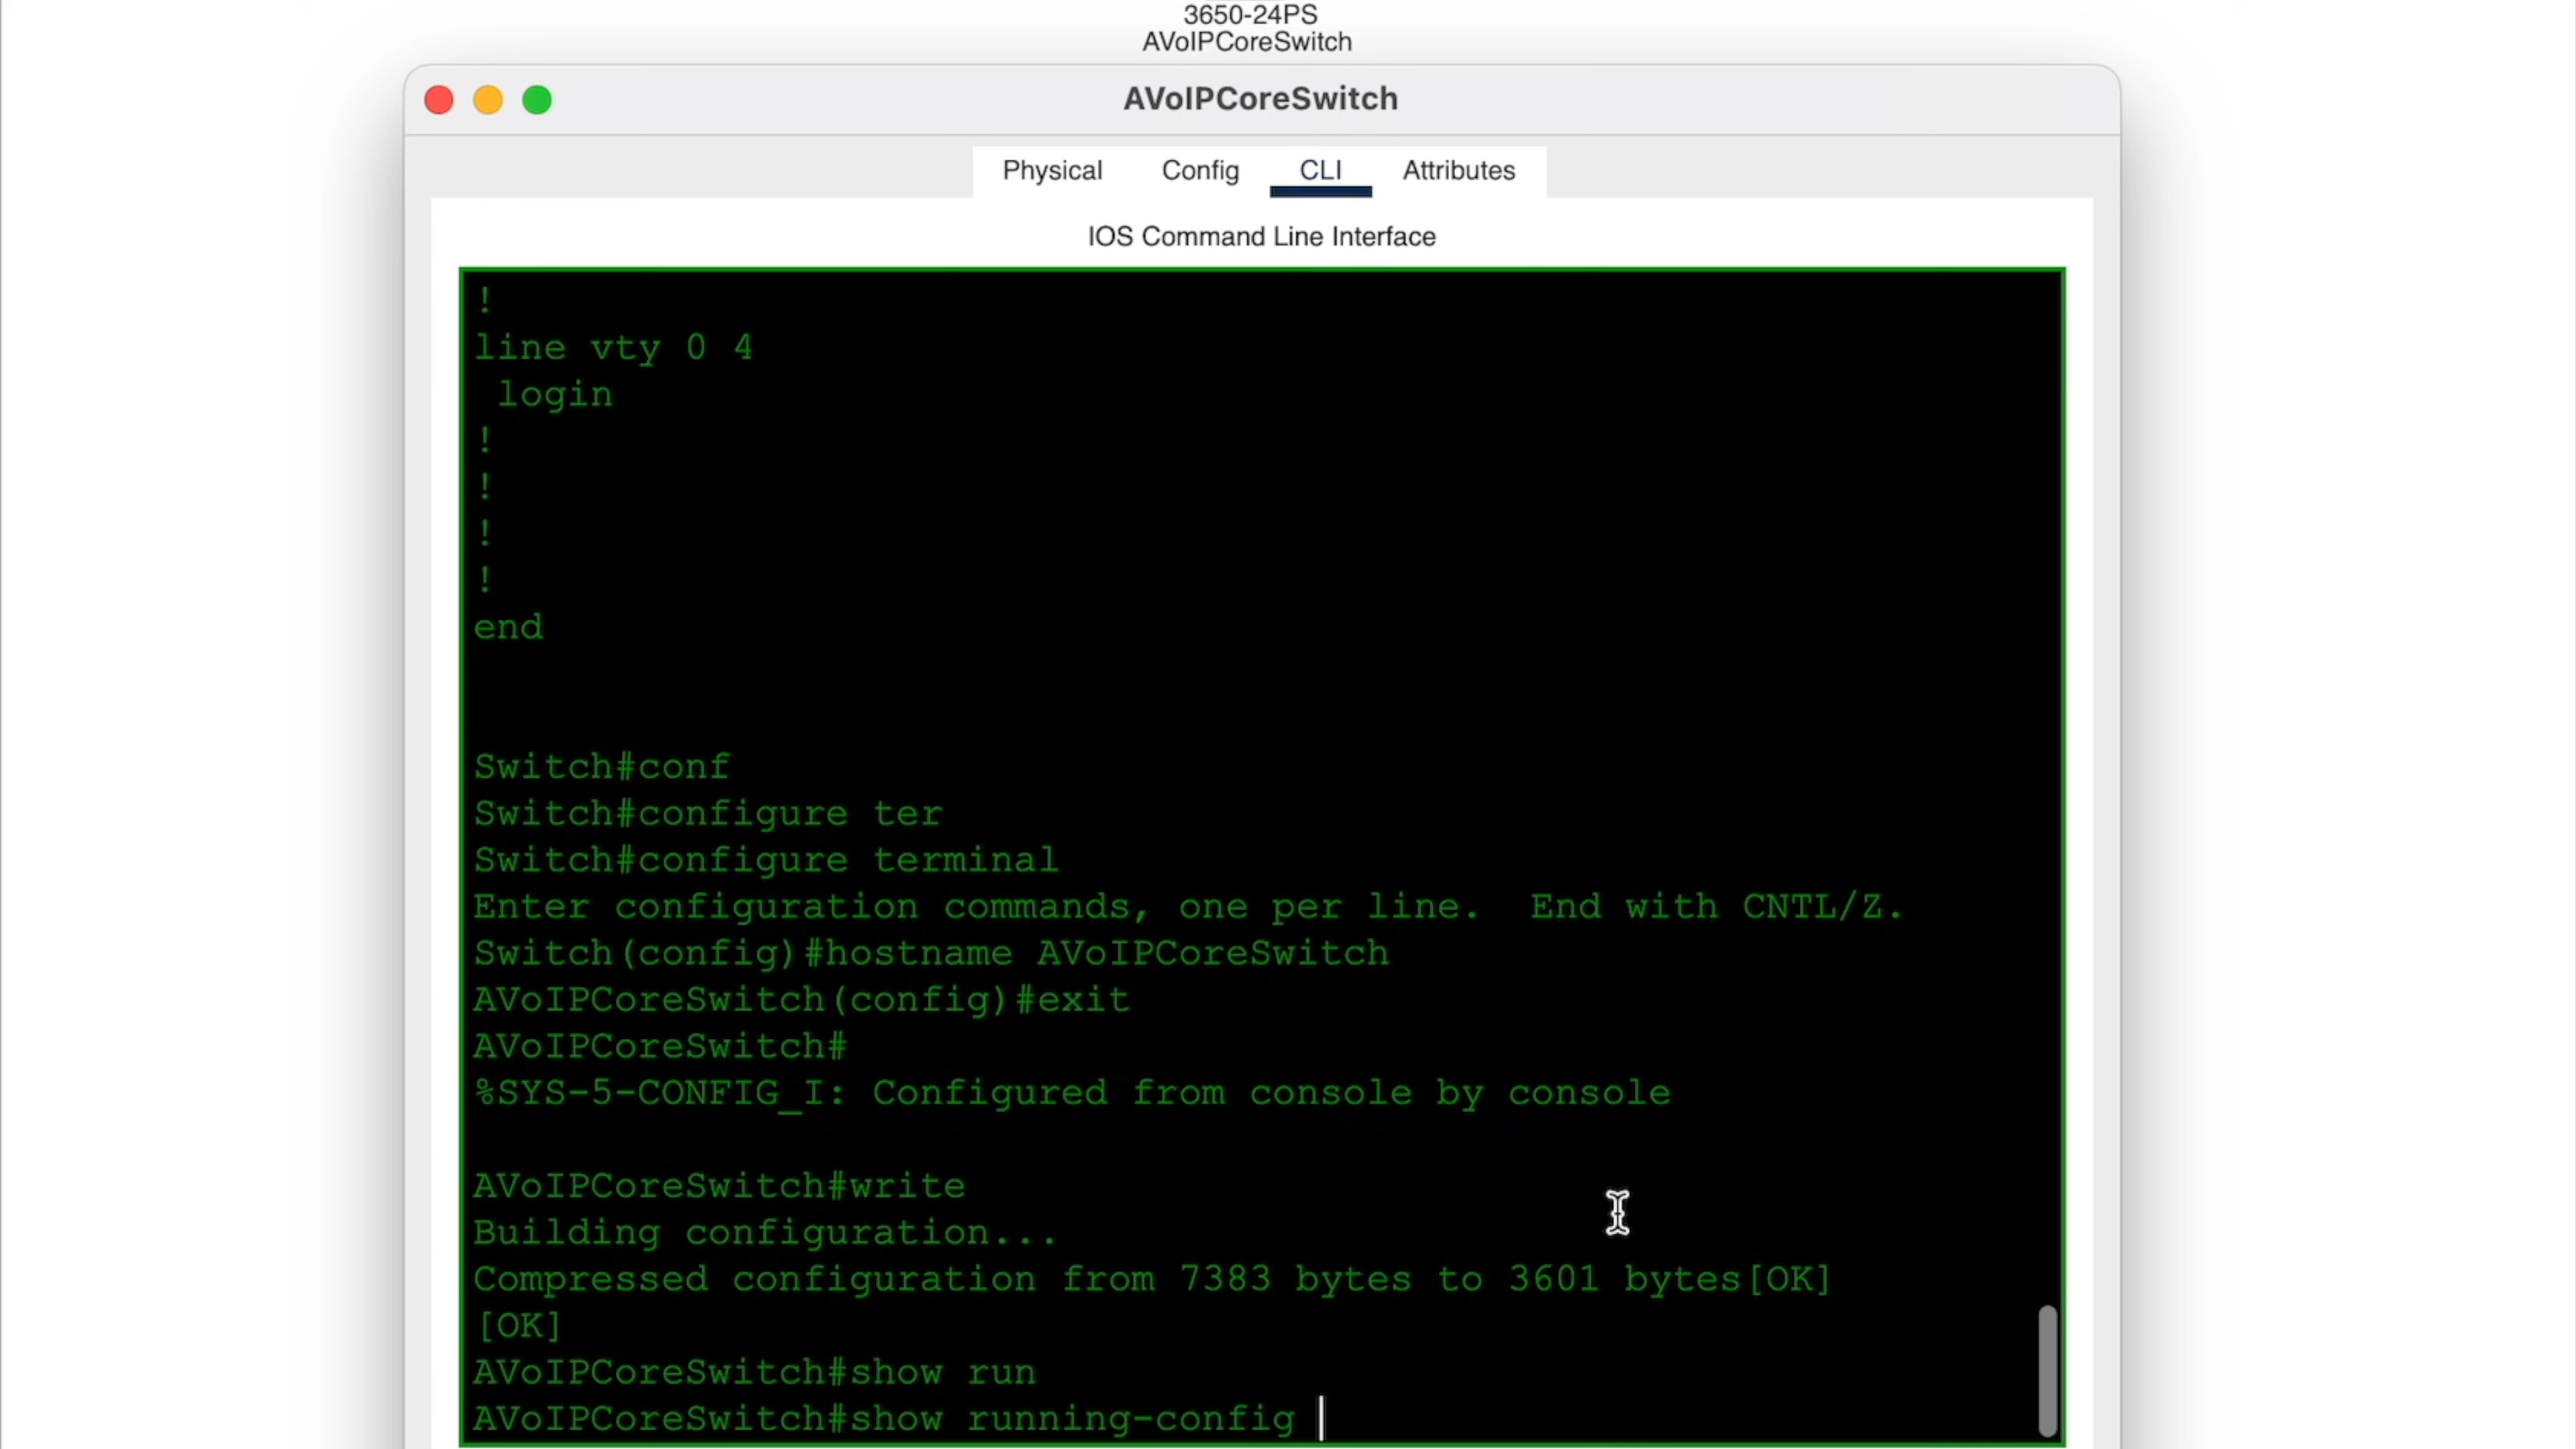 3650-24PS
AVoIPCoreSwitch
AVoIPCoreSwitch
Physical Config CLI Attributes
IOS Command Line Interface
!
line vty 0 4
 login
!
!
!
!
end
Switch#conf
Switch#configure ter
Switch#configure terminal
Enter configuration commands, one per line.  End with CNTL/Z.
Switch(config)#hostname AVoIPCoreSwitch
AVoIPCoreSwitch(config)#exit
AVoIPCoreSwitch#
%SYS-5-CONFIG_I: Configured from console by console
AVoIPCoreSwitch#write
Building configuration...
Compressed configuration from 7383 bytes to 3601 bytes[OK]
[OK]
AVoIPCoreSwitch#show run
AVoIPCoreSwitch#show running-config